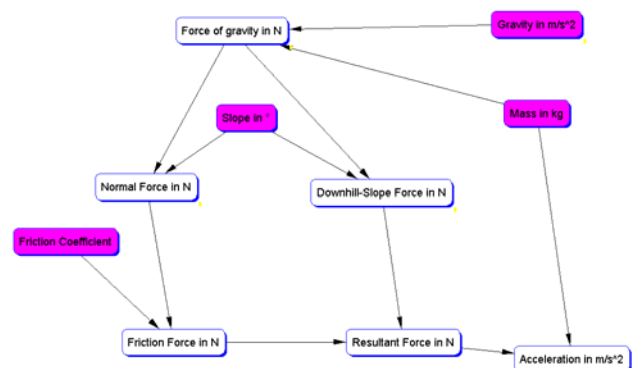 Gravity in m/s^2
Force of gravity in N
Mass in kg
Slope in °
Normal Force in N
Downhill-Slope Force in N
Friction Coefficient
Friction Force in N
Resultant Force in N
Acceleration in m/s^2